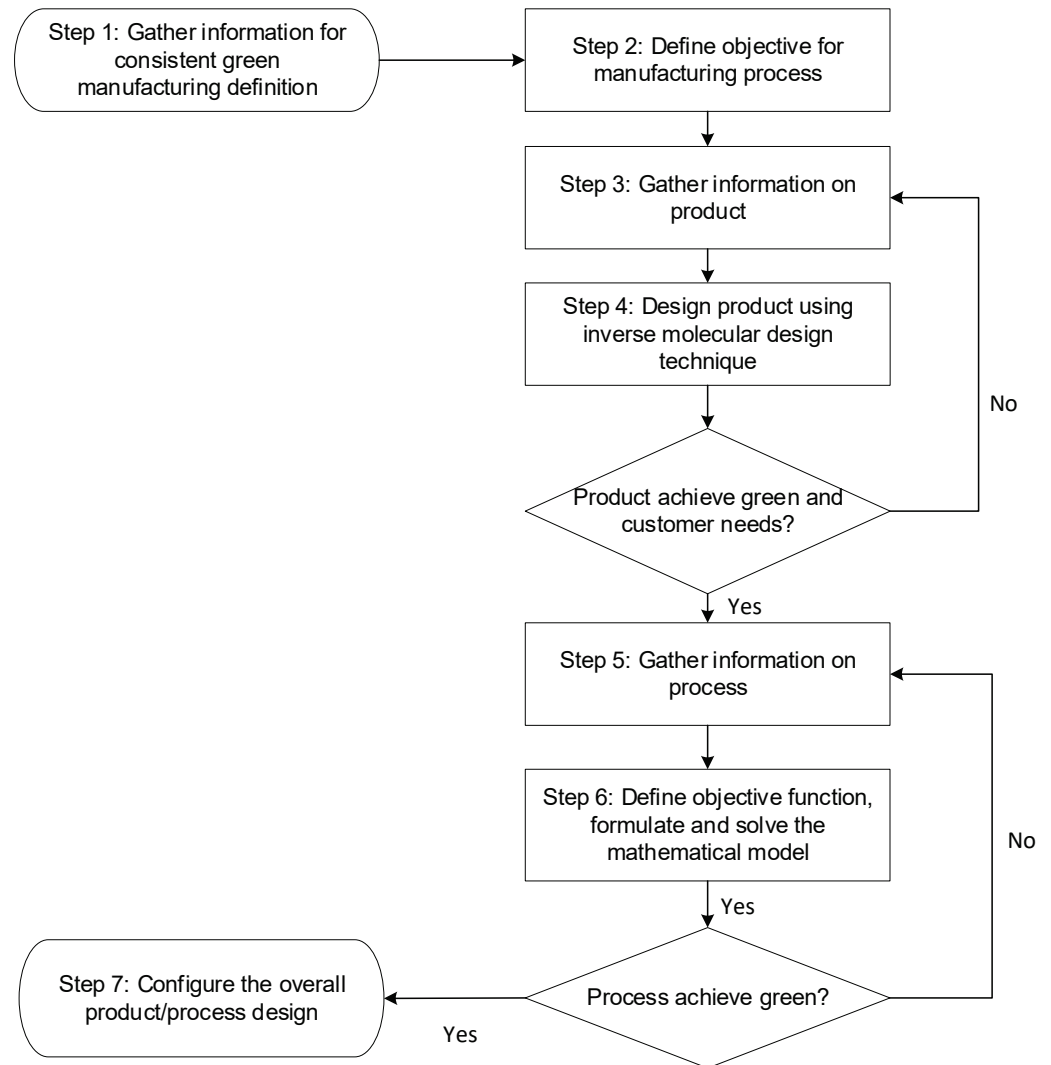 Step 1: Gather information for
consistent green
manufacturing definition
Step 2: Define objective for
manufacturing process
Step 3: Gather information on
product
Step 4: Design product using
inverse molecular design
technique
No
Product achieve green and
customer needs?
Yes
Step 5: Gather information on
process
Step 6: Define objective function,
formulate and solve the
mathematical model
No
Yes
Step 7: Configure the overall
product/process design
Process achieve green?
Yes